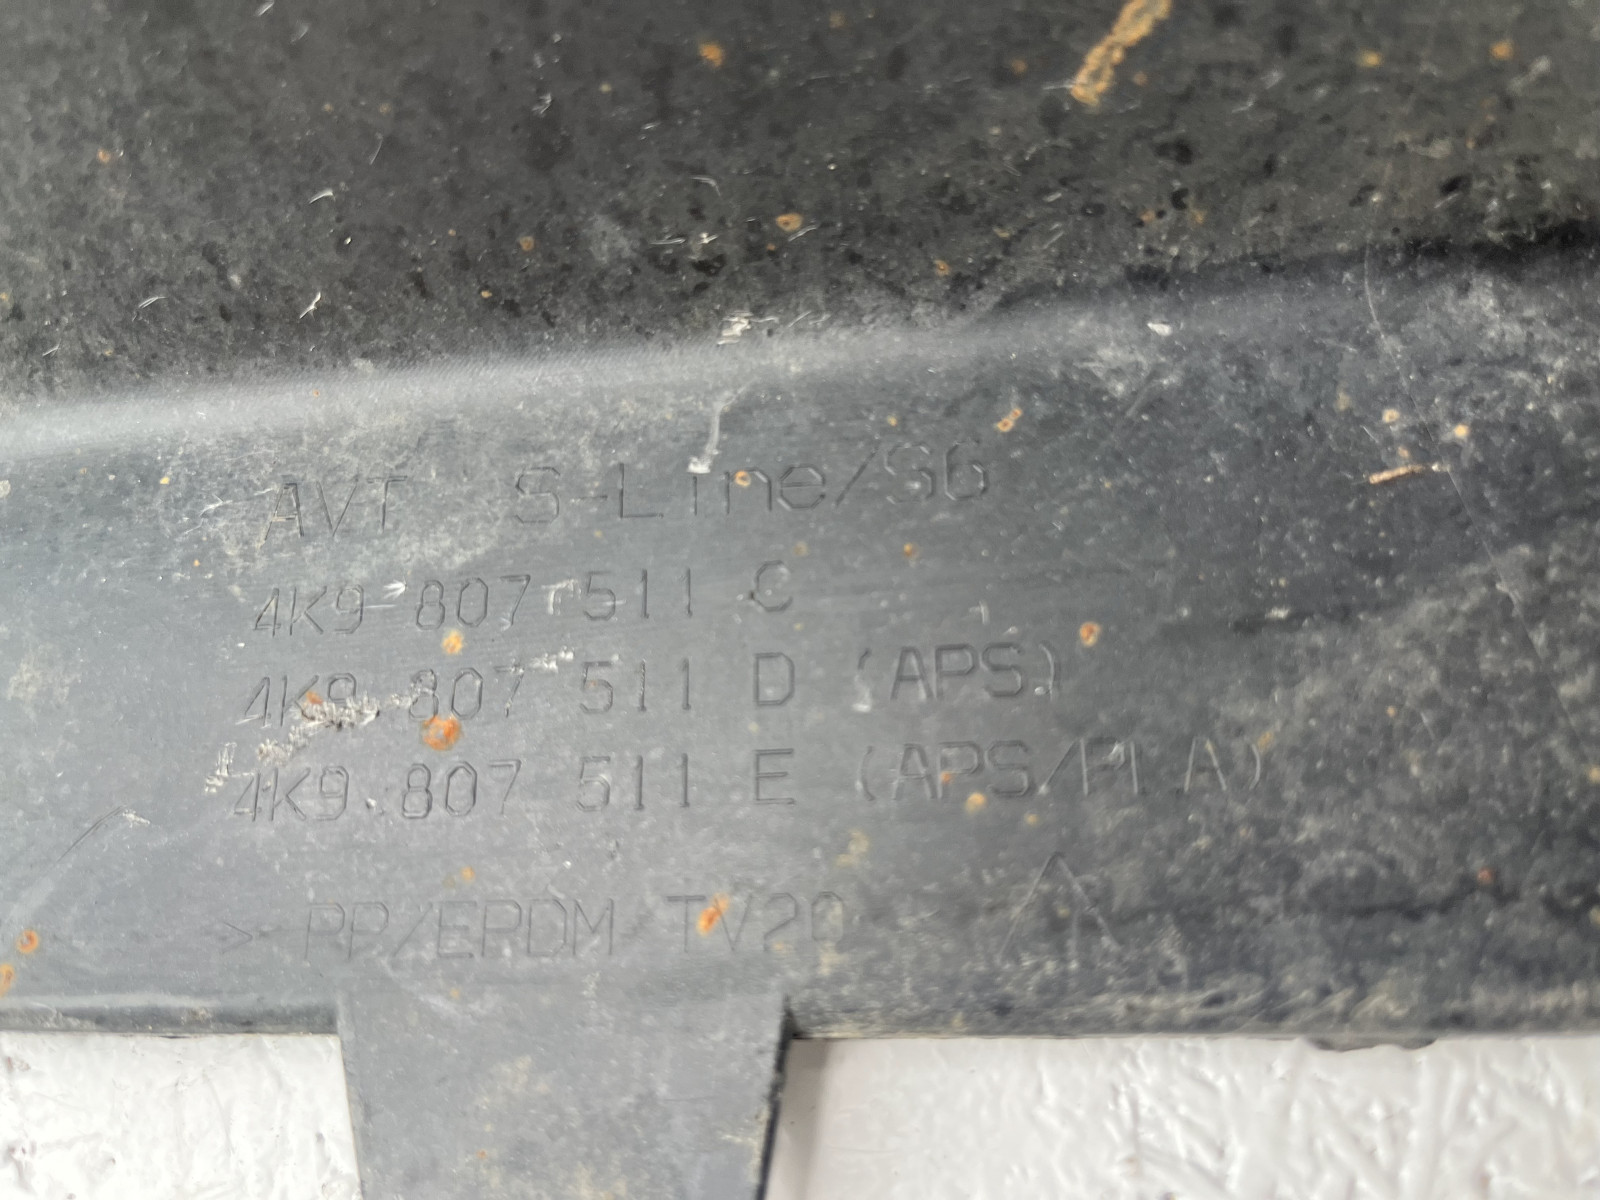 AVT S-Line/S6
4K9 807 511 C
4K9 807 511 D (APS)
4K9 807 511 E (APS/PLA)
> PP/EPDM TV20